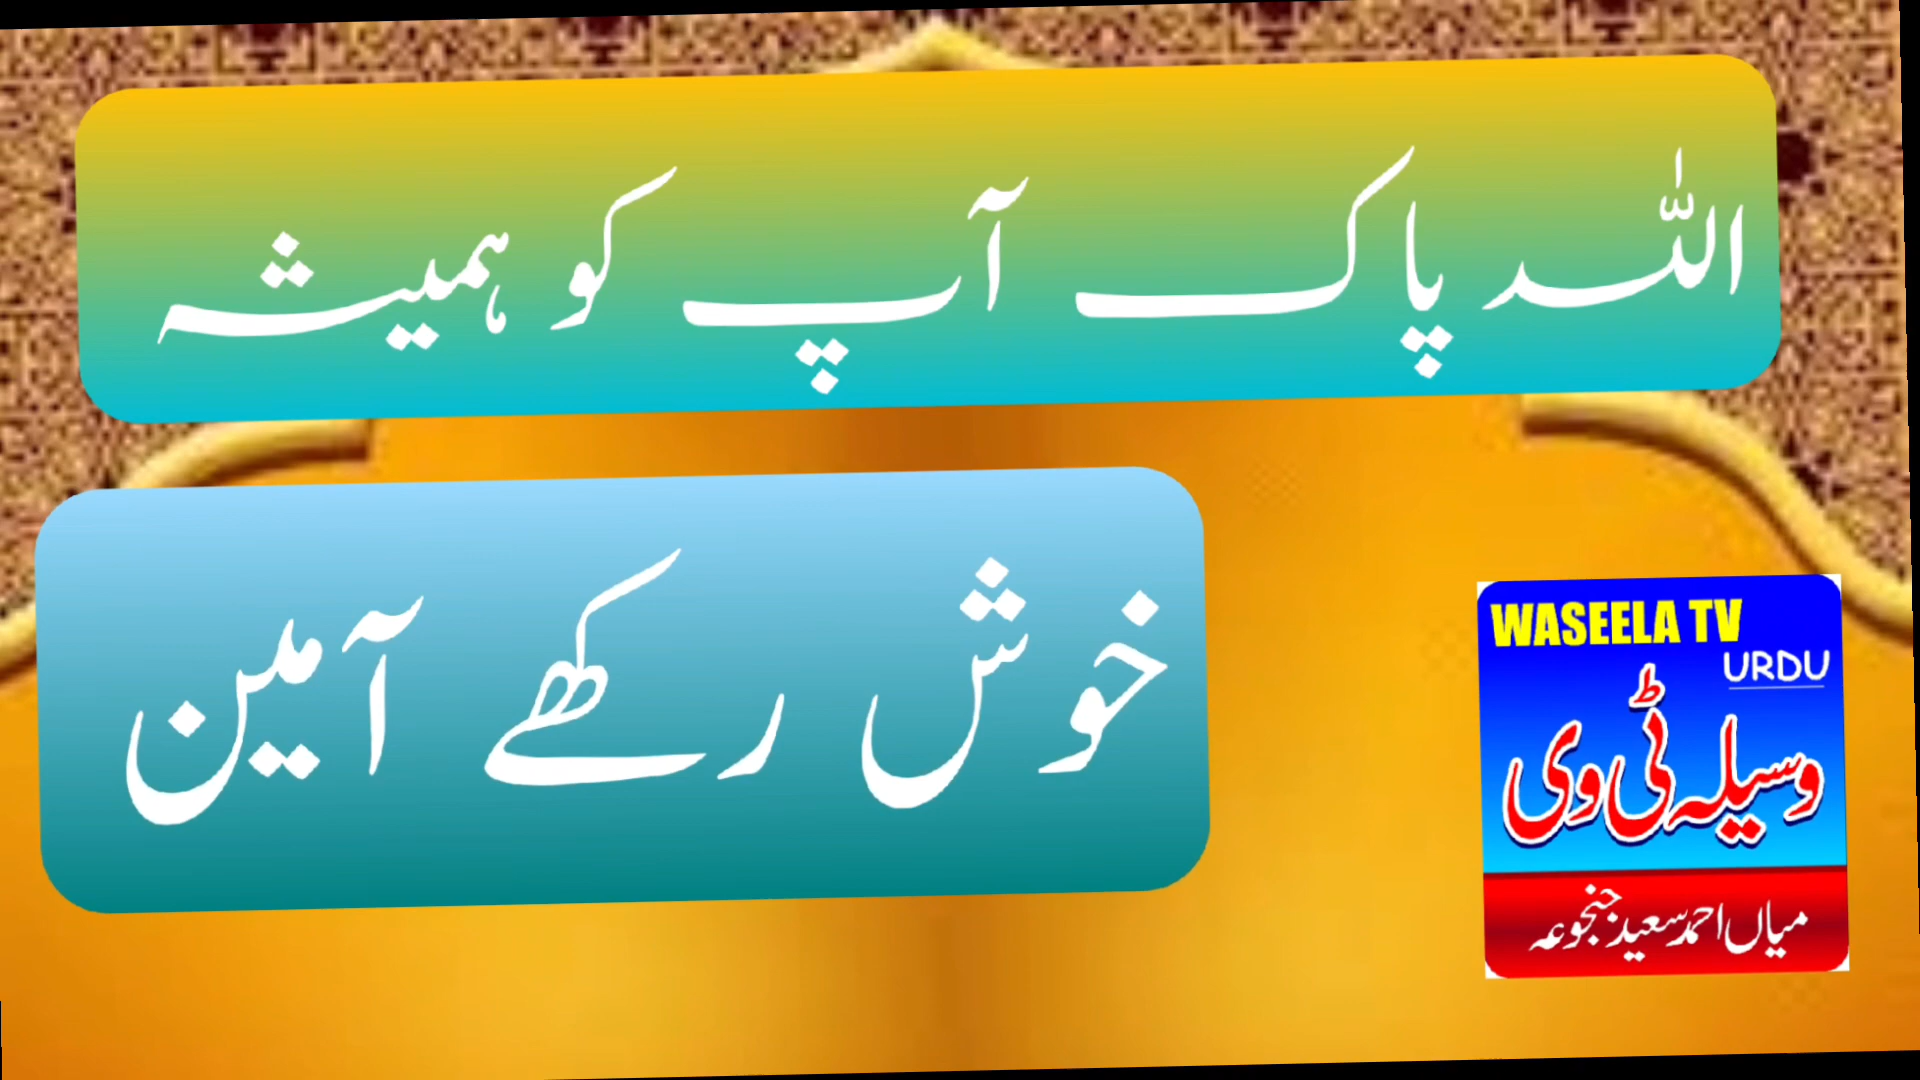 اللہ پاک آپ کو ہمیشہ
خوش رکھے آمین
WASEELA TV
URDU
وسیلہ ٹی وی
میاں احمد سعید جنجوعہ